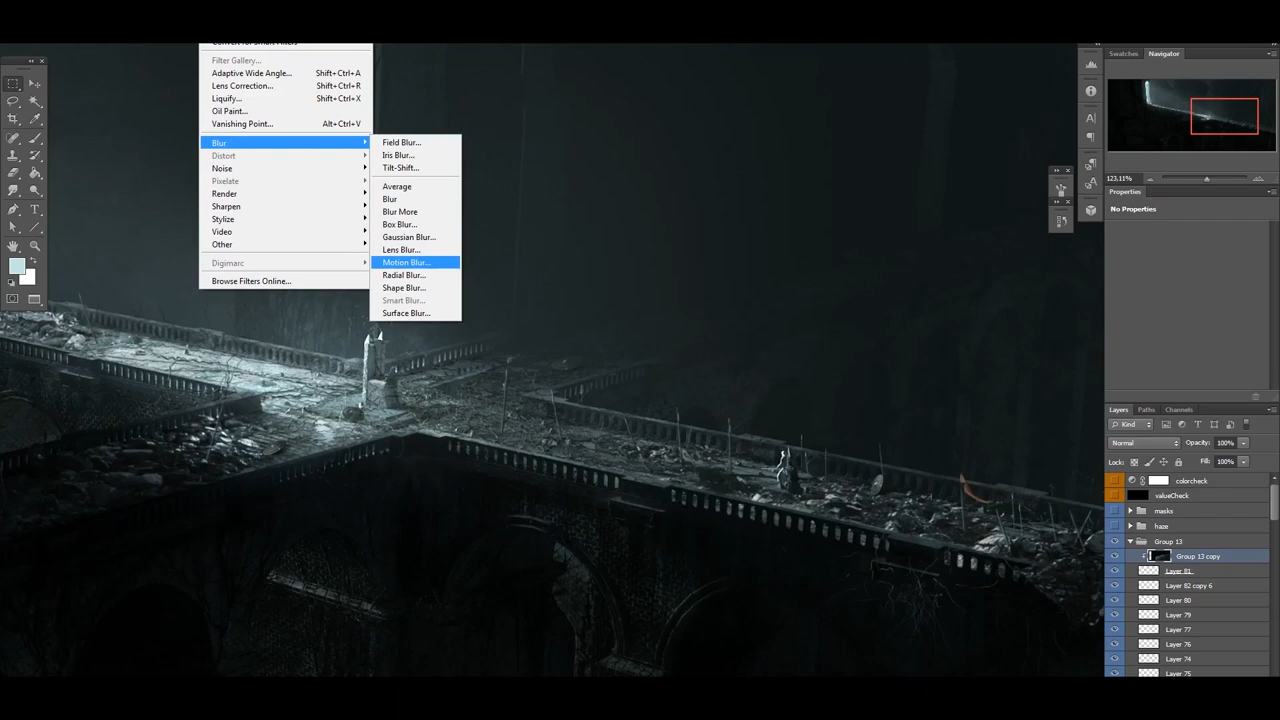 Convert for Smart Filters
Filter Gallery...
Adaptive Wide Angle... Shift+Ctrl+A
Lens Correction... Shift+Ctrl+R
Liquify... Shift+Ctrl+X
Oil Paint...
Vanishing Point... Alt+Ctrl+V
Blur
Distort
Noise
Pixelate
Render
Sharpen
Stylize
Video
Other
Digimarc
Browse Filters Online...
Field Blur...
Iris Blur...
Tilt-Shift...
Average
Blur
Blur More
Box Blur...
Gaussian Blur...
Lens Blur...
Motion Blur...
Radial Blur...
Shape Blur...
Smart Blur...
Surface Blur...
Swatches Navigator
123,11%
Properties
No Properties
Layers Paths Channels
Kind
Normal Opacity: 100%
Lock: Fill: 100%
colorcheck
valueCheck
masks
haze
Group 13
Group 13 copy
Layer 81
Layer 82 copy 6
Layer 80
Layer 79
Layer 77
Layer 76
Layer 74
Layer 75